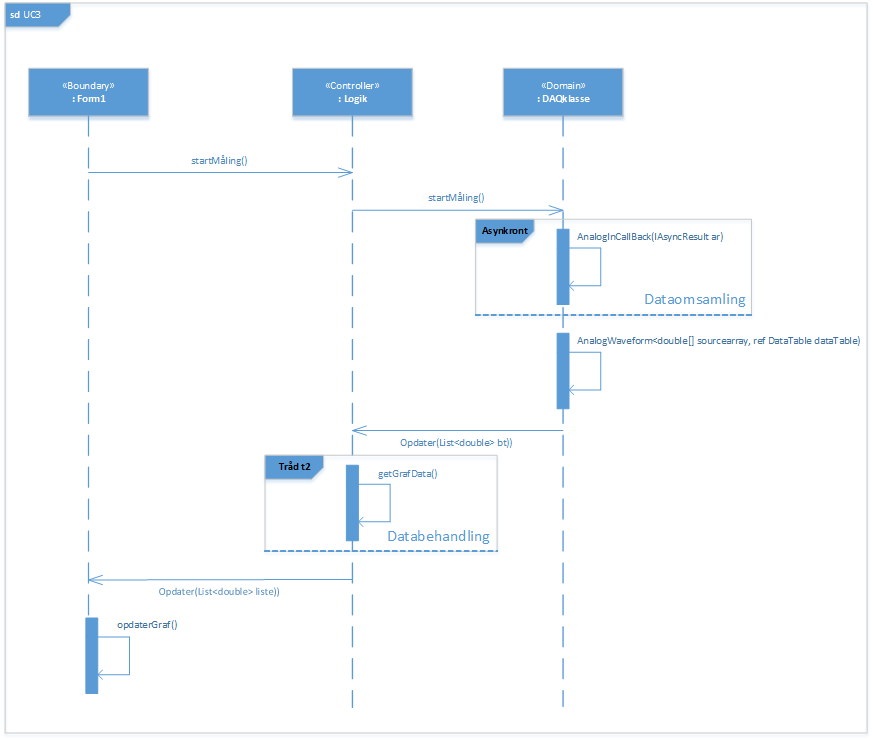 sd UC3
«Boundary»
: Form1
«Controller»
: Logik
«Domain»
: DAQklasse
startMåling()
startMåling()
Asynkront
AnalogInCallBack(IAsyncResult ar)
Dataomsamling
AnalogWaveform<double[] sourcearray, ref DataTable dataTable)
Opdater(List<double> bt))
Tråd t2
getGrafData()
Databehandling
Opdater(List<double> liste))
opdaterGraf()